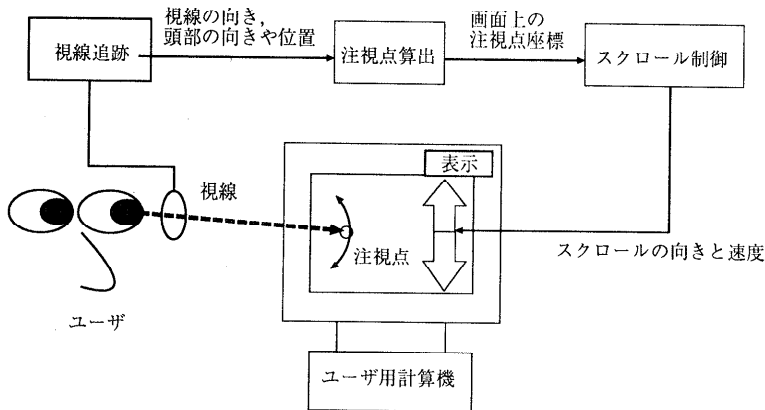 視線の向き,
頭部の向きや位置
画面上の
注視点座標
視線追跡
注視点算出
スクロール制御
表示
視線
注視点
スクロールの向きと速度
ユーザ
ユーザ用計算機